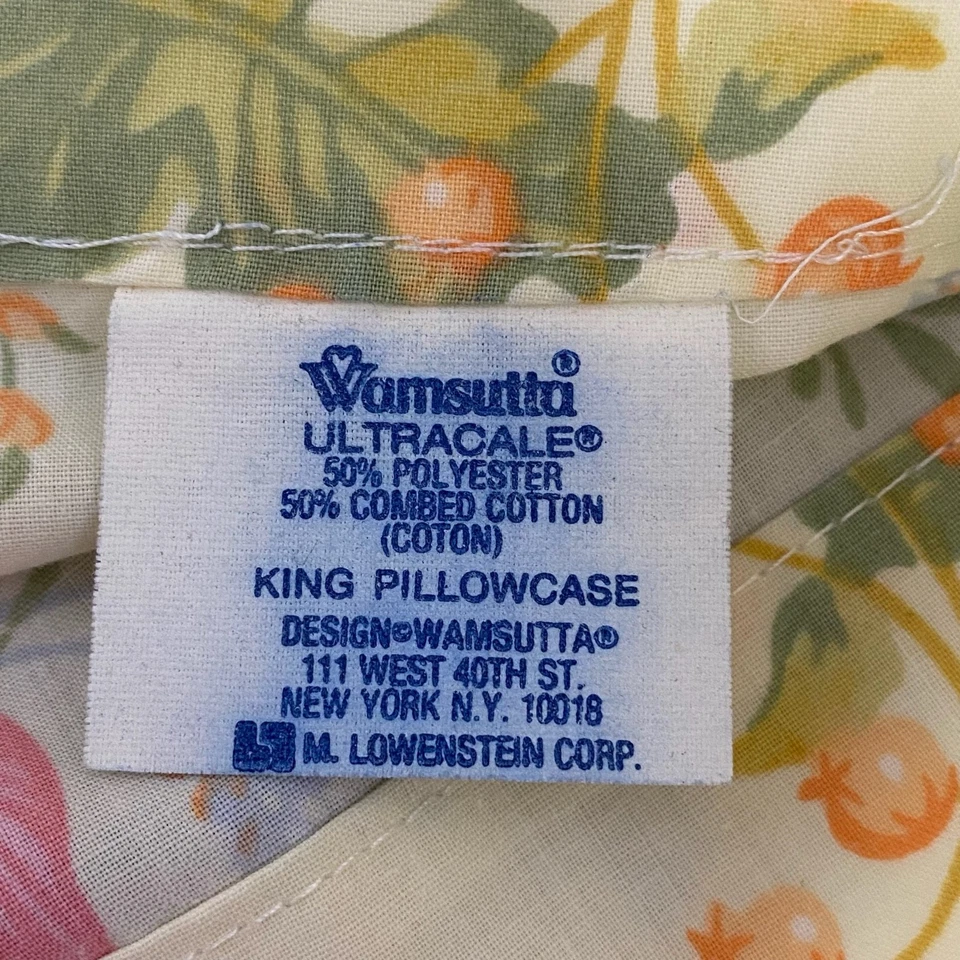 Wamsutta®
ULTRACALE®
50% POLYESTER
50% COMBED COTTON
(COTON)
KING PILLOWCASE
DESIGN©WAMSUTTA®
111 WEST 40TH ST.
NEW YORK N.Y. 10018
M. LOWENSTEIN CORP.